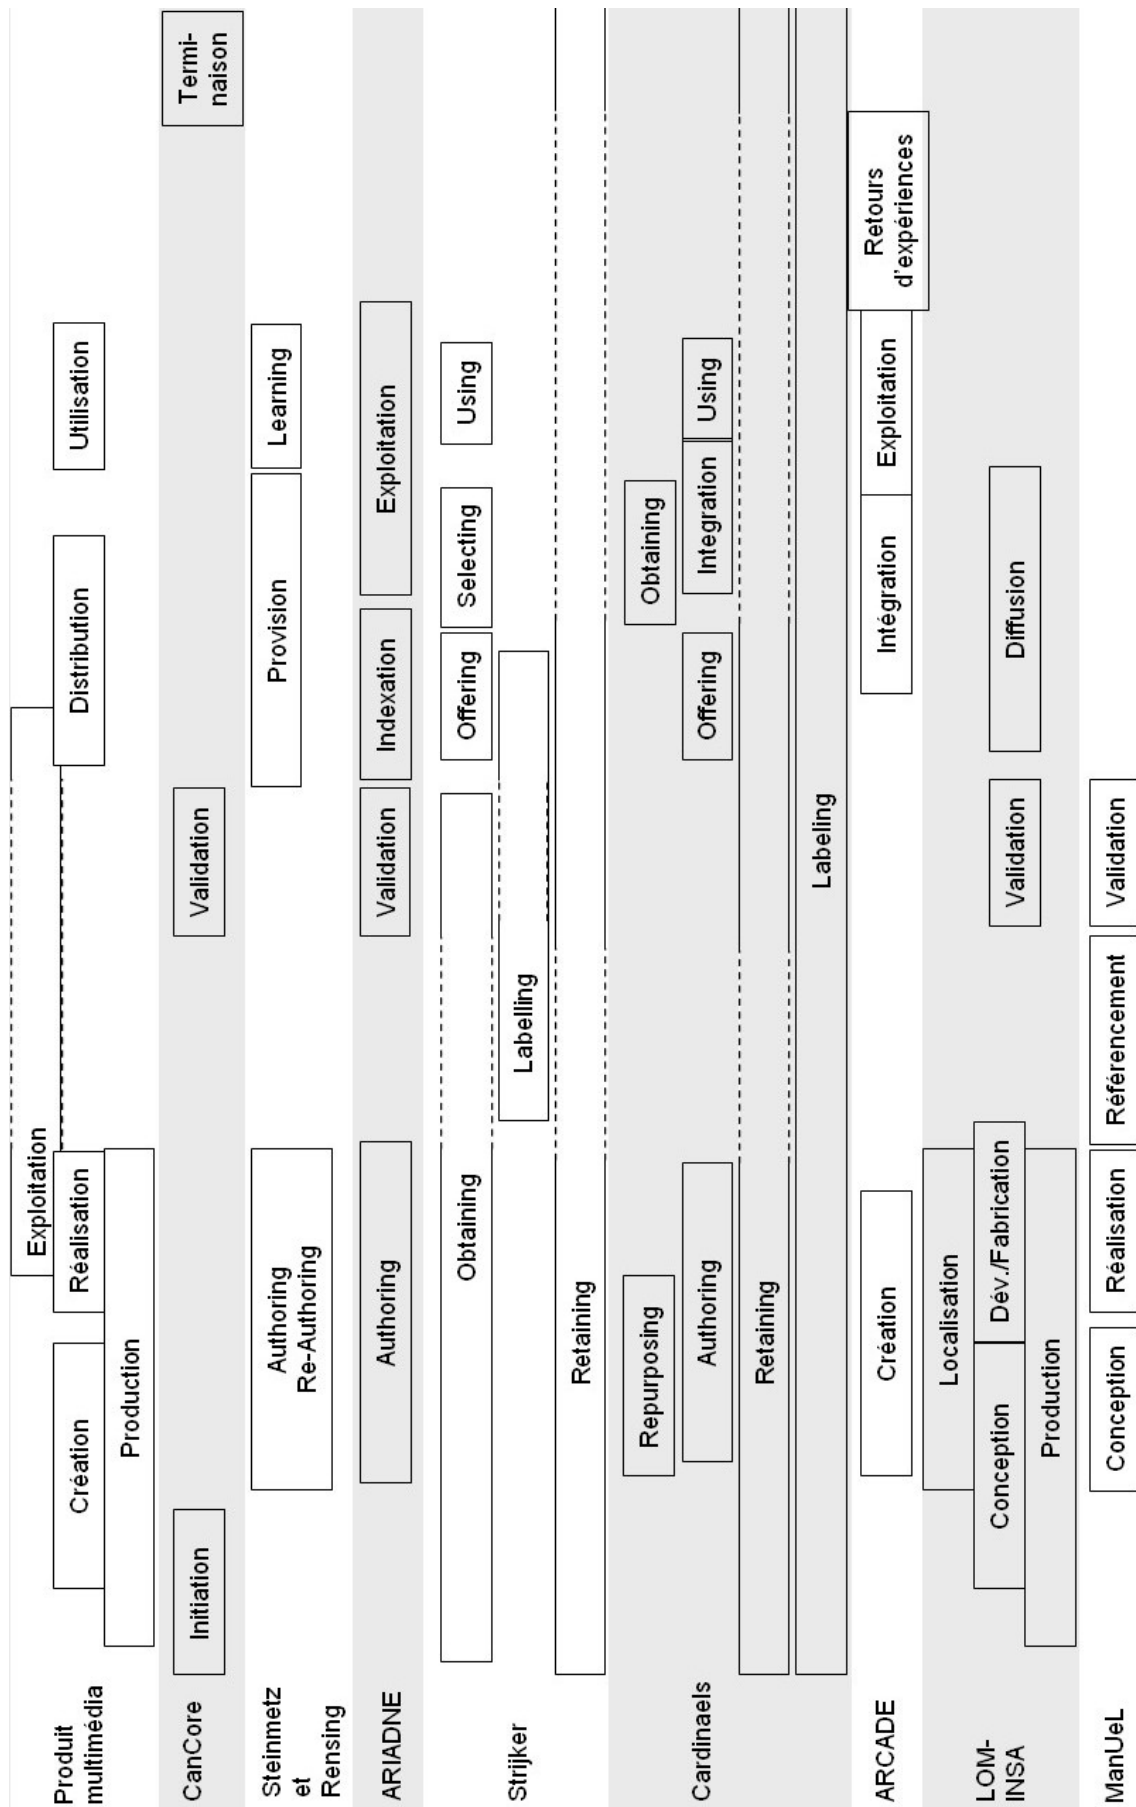 Produit
multimédia
Production
Création
Réalisation
Exploitation
Distribution
Utilisation
CanCore
Initiation
Validation
Termi-
naison
Steinmetz
et
Rensing
Authoring
Re-Authoring
Provision
Learning
ARIADNE
Authoring
Validation
Indexation
Exploitation
Strijker
Obtaining
Offering
Selecting
Using
Labelling
Retaining
Cardinaels
Repurposing
Obtaining
Authoring
Offering
Integration
Using
Retaining
Labeling
ARCADE
Création
Intégration
Exploitation
Retours
d'expériences
LOM-
INSA
Localisation
Conception
Dév./Fabrication
Production
Validation
Diffusion
ManUeL
Conception
Réalisation
Référencement
Validation